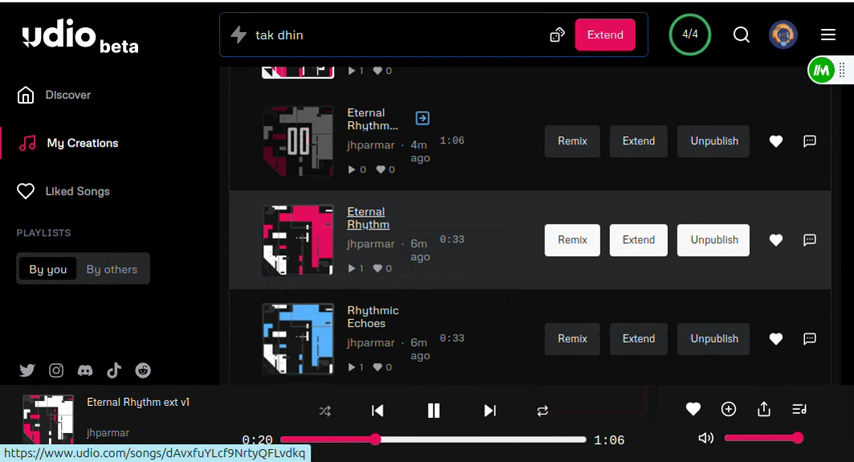 udio beta
tak dhin
Extend
4/4
Discover
My Creations
Liked Songs
PLAYLISTS
By you
By others
1 0
Eternal Rhythm...
jhparmar · 4m ago
1:06
0 0
Remix
Extend
Unpublish
Eternal Rhythm
jhparmar · 6m ago
0:33
1 0
Remix
Extend
Unpublish
Rhythmic Echoes
jhparmar · 6m ago
0:33
1 0
Remix
Extend
Unpublish
Eternal Rhythm ext v1
jhparmar
0:20
1:06
https://www.udio.com/songs/dAvxfuYLcf9NrtyQFLvdkq